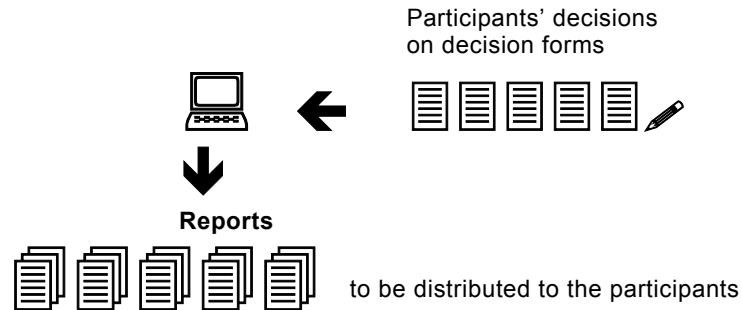 Participants’ decisions
on decision forms
Reports
to be distributed to the participants